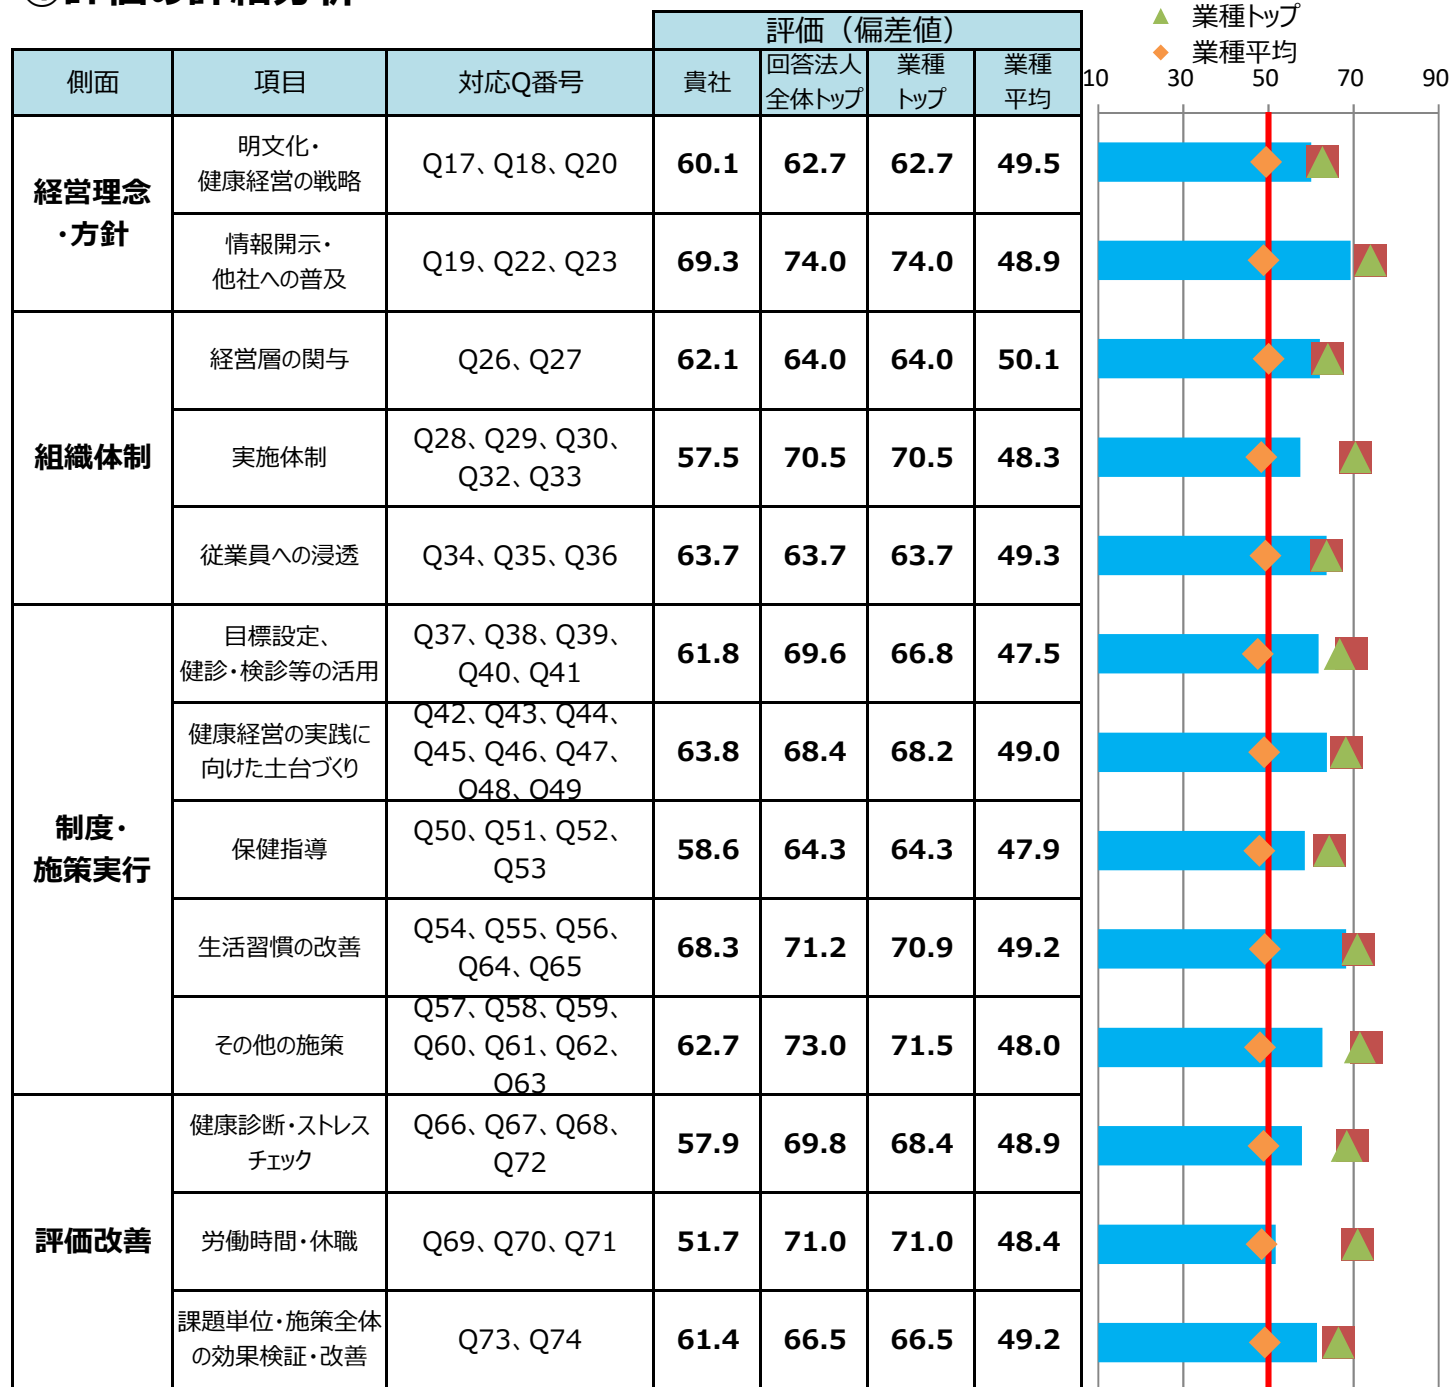 評価（偏差値）
▲ 業種トップ
◆ 業種平均
側面 項目 対応Q番号 貴社 回答法人 業種 業種
全体トップ トップ 平均
10 30 50 70 90
経営理念
・方針
明文化・
健康経営の戦略
Q17、Q18、Q20 60.1 62.7 62.7 49.5
情報開示・
他社への普及
Q19、Q22、Q23 69.3 74.0 74.0 48.9
組織体制
経営層の関与 Q26、Q27 62.1 64.0 64.0 50.1
実施体制
Q28、Q29、Q30、
Q32、Q33
57.5 70.5 70.5 48.3
従業員への浸透 Q34、Q35、Q36 63.7 63.7 63.7 49.3
制度・
施策実行
目標設定、
健診・検診等の活用
Q37、Q38、Q39、
Q40、Q41
61.8 69.6 66.8 47.5
健康経営の実践に
向けた土台づくり
Q42、Q43、Q44、
Q45、Q46、Q47、
Q48、Q49
63.8 68.4 68.2 49.0
保健指導
Q50、Q51、Q52、
Q53
58.6 64.3 64.3 47.9
生活習慣の改善
Q54、Q55、Q56、
Q64、Q65
68.3 71.2 70.9 49.2
その他の施策
Q57、Q58、Q59、
Q60、Q61、Q62、
Q63
62.7 73.0 71.5 48.0
評価改善
健康診断・ストレス
チェック
Q66、Q67、Q68、
Q72
57.9 69.8 68.4 48.9
労働時間・休職 Q69、Q70、Q71 51.7 71.0 71.0 48.4
課題単位・施策全体
の効果検証・改善
Q73、Q74 61.4 66.5 66.5 49.2